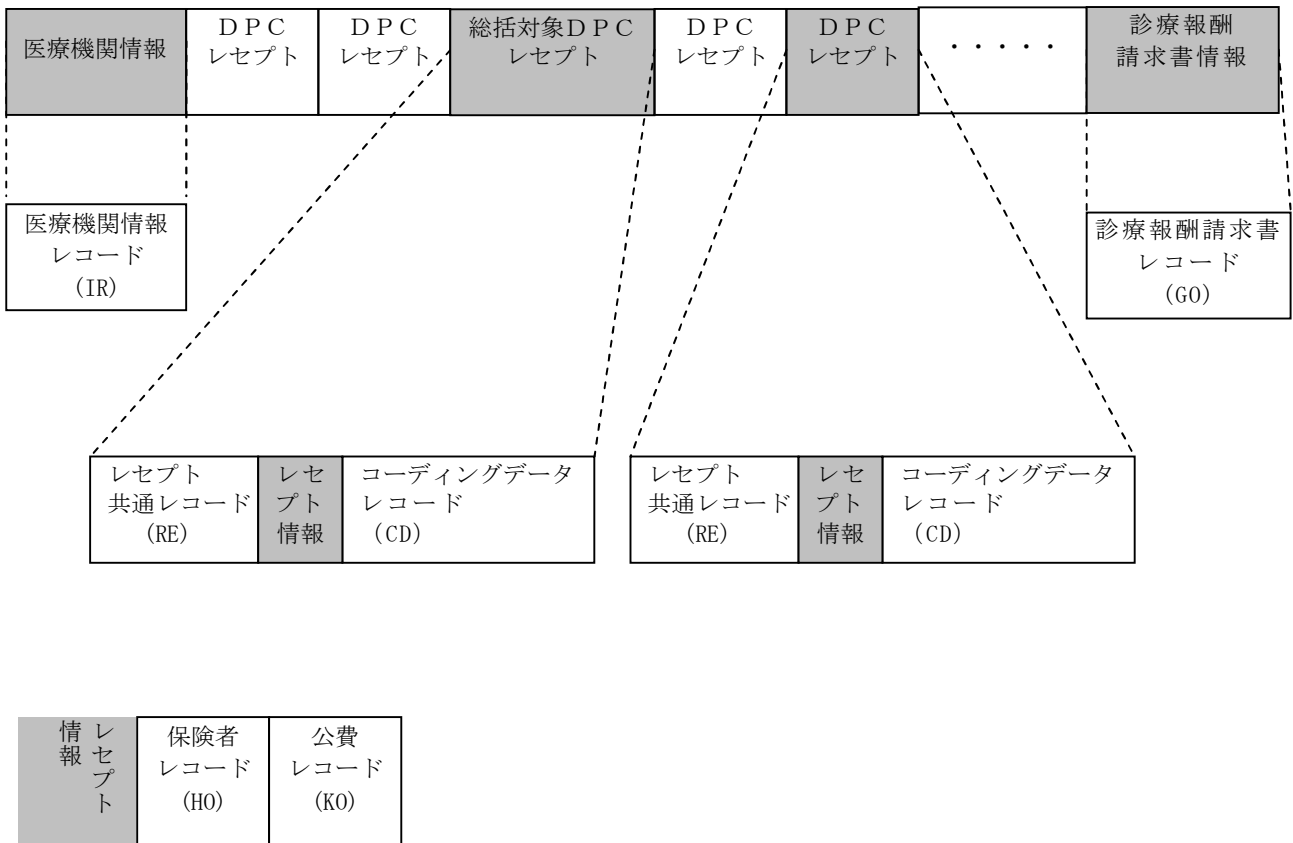 医療機関情報
ＤＰＣ
レセプト
ＤＰＣ
レセプト
総括対象ＤＰＣ
レセプト
ＤＰＣ
レセプト
ＤＰＣ
レセプト
・・・・・
診療報酬
請求書情報
医療機関情報
レコード
(IR)
診療報酬請求書
レコード
(GO)
レセプト
共通レコード
(RE)
レセ
プト
情報
コーディングデータ
レコード
(CD)
レセプト
共通レコード
(RE)
レセ
プト
情報
コーディングデータ
レコード
(CD)
レセプト
情報
保険者
レコード
(HO)
公費
レコード
(KO)